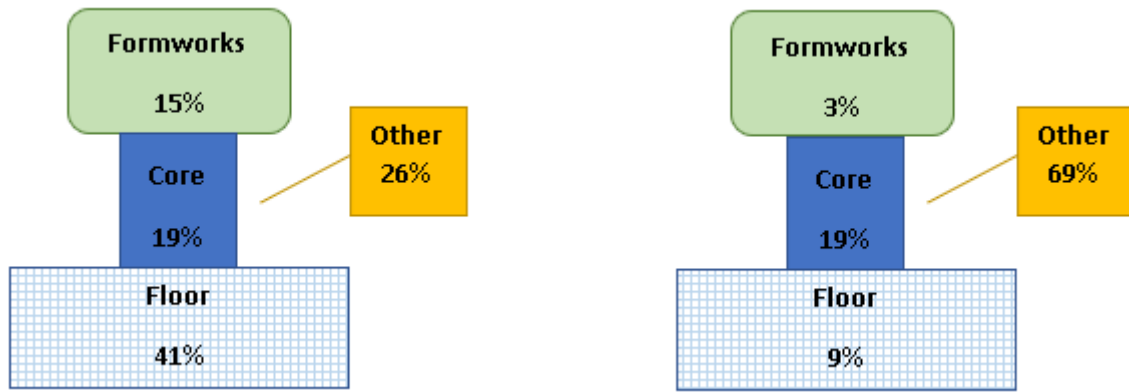 Formworks
15%
Core
19%
Other
26%
Floor
41%
Formworks
3%
Core
19%
Other
69%
Floor
9%